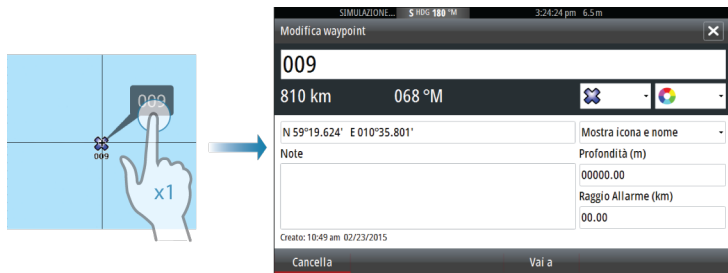 009
009
x1
SIMULAZIONE... S HDG 180 °M 3:24:24 pm 6.5 m
Modifica waypoint
009
810 km 068 °M
N 59°19.624' E 010°35.801' Mostra icona e nome
Note Profondità (m)
00000.00
Raggio Allarme (km)
00.00
Creato: 10:49 am 02/23/2015
Cancella Vai a